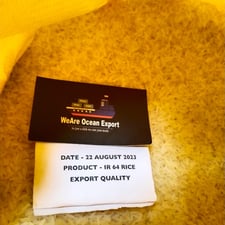 WeAre Ocean Export
DATE - 22 AUGUST 2023
PRODUCT - IR 64 RICE
EXPORT QUALITY